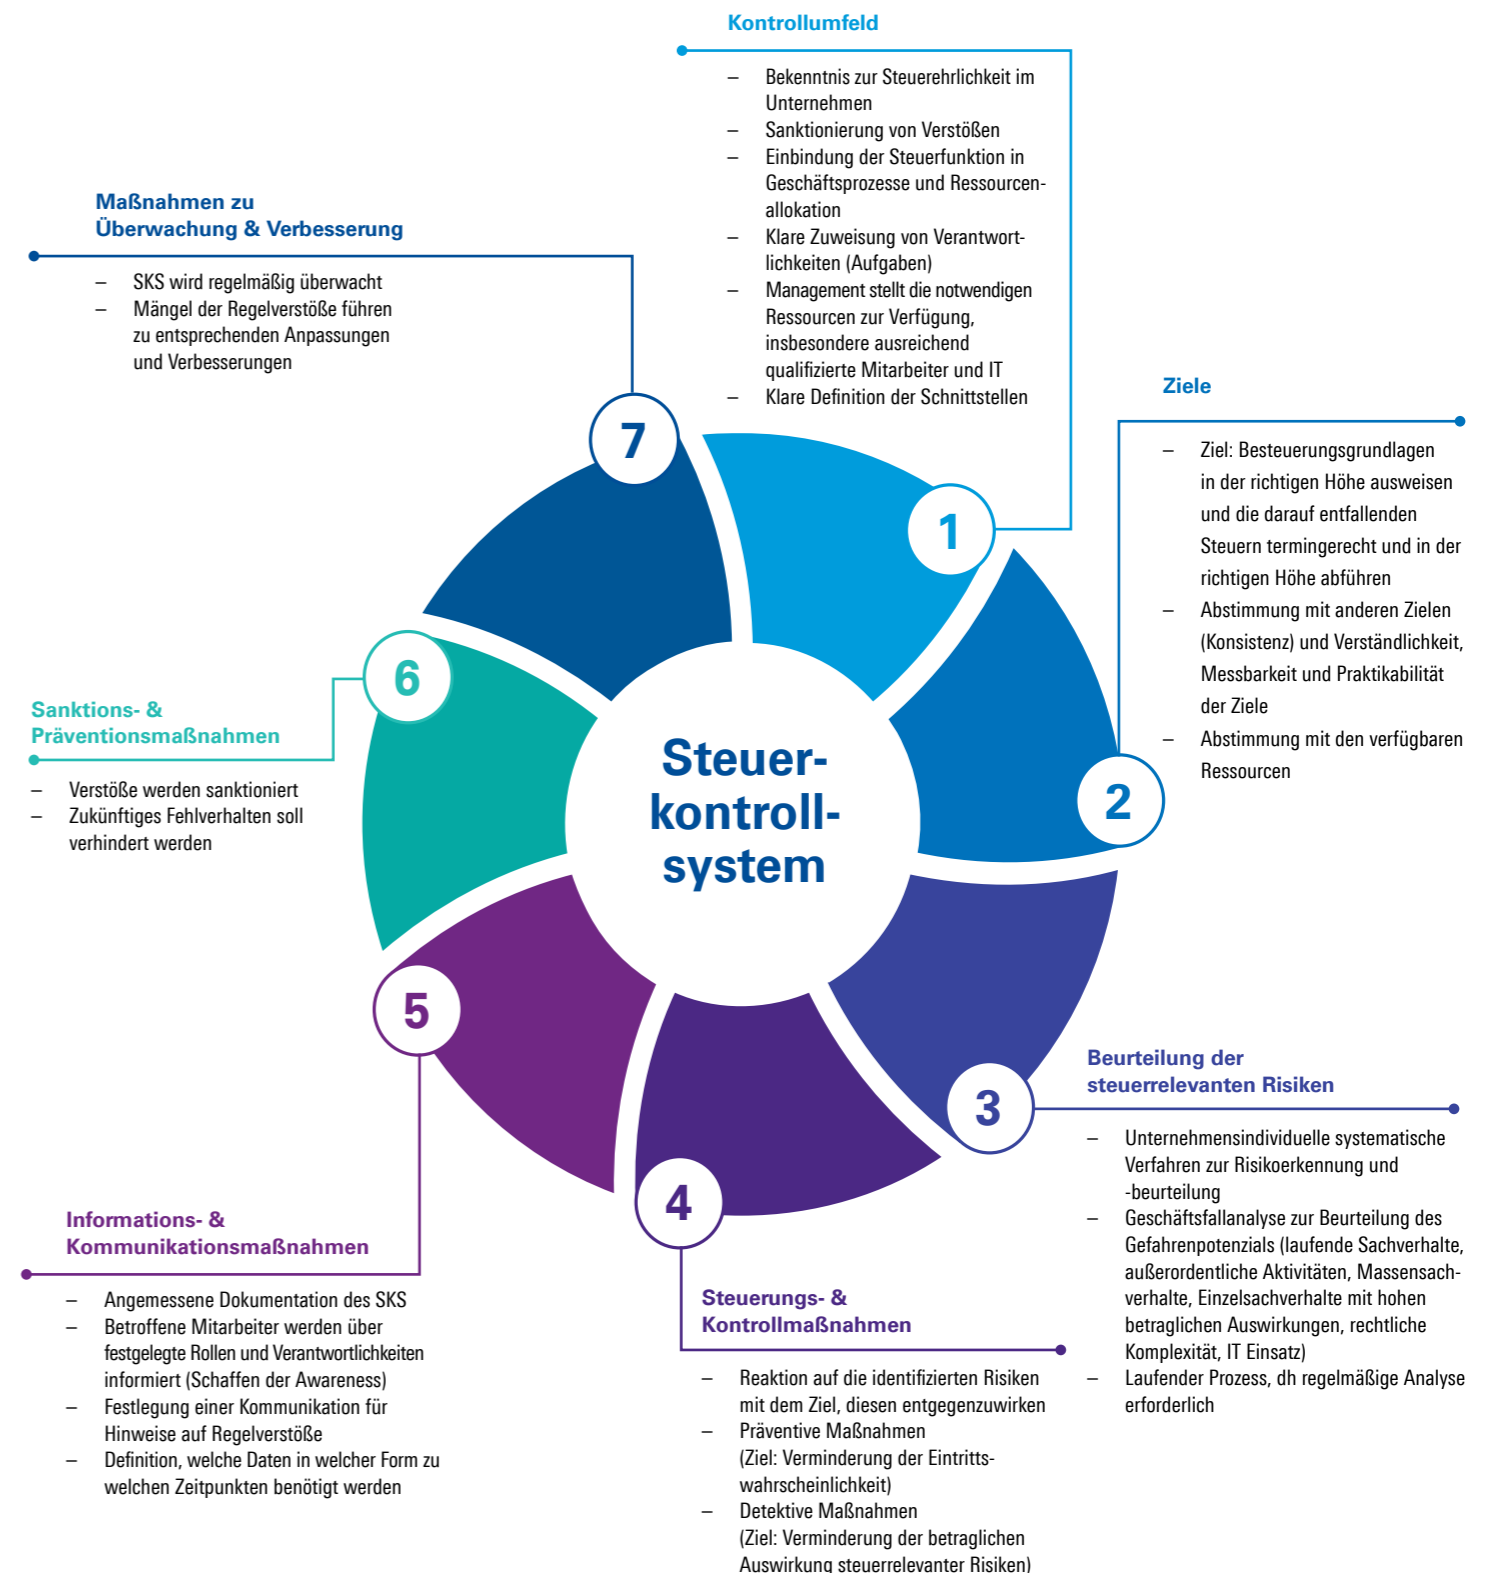 Kontrollumfeld
– Bekenntnis zur Steuerehrlichkeit im
Unternehmen
– Sanktionierung von Verstößen
– Einbindung der Steuerfunktion in
Geschäftsprozesse und Ressourcen-
allokation
– Klare Zuweisung von Verantwort-
lichkeiten (Aufgaben)
– Management stellt die notwendigen
Ressourcen zur Verfügung,
insbesondere ausreichend
qualifizierte Mitarbeiter und IT
– Klare Definition der Schnittstellen
1
Ziele
– Ziel: Besteuerungsgrundlagen
in der richtigen Höhe ausweisen
und die darauf entfallenden
Steuern termingerecht und in der
richtigen Höhe abführen
– Abstimmung mit anderen Zielen
(Konsistenz) und Verständlichkeit,
Messbarkeit und Praktikabilität
der Ziele
– Abstimmung mit den verfügbaren
Ressourcen
2
Beurteilung der
steuerrelevanten Risiken
3
– Unternehmensindividuelle systematische
Verfahren zur Risikoerkennung und
-beurteilung
– Geschäftsfallanalyse zur Beurteilung des
Gefahrenpotenzials (laufende Sachverhalte,
außerordentliche Aktivitäten, Massensach-
verhalte, Einzelsachverhalte mit hohen
betraglichen Auswirkungen, rechtliche
Komplexität, IT Einsatz)
– Laufender Prozess, dh regelmäßige Analyse
erforderlich
4
Steuerungs- &
Kontrollmaßnahmen
– Reaktion auf die identifizierten Risiken
mit dem Ziel, diesen entgegenzuwirken
– Präventive Maßnahmen
(Ziel: Verminderung der Eintritts-
wahrscheinlichkeit)
– Detektive Maßnahmen
(Ziel: Verminderung der betraglichen
Auswirkung steuerrelevanter Risiken)
5
Informations- &
Kommunikationsmaßnahmen
– Angemessene Dokumentation des SKS
– Betroffene Mitarbeiter werden über
festgelegte Rollen und Verantwortlichkeiten
informiert (Schaffen der Awareness)
– Festlegung einer Kommunikation für
Hinweise auf Regelverstöße
– Definition, welche Daten in welcher Form zu
welchen Zeitpunkten benötigt werden
6
Sanktions- &
Präventionsmaßnahmen
– Verstöße werden sanktioniert
– Zukünftiges Fehlverhalten soll
verhindert werden
7
Maßnahmen zu
Überwachung & Verbesserung
– SKS wird regelmäßig überwacht
– Mängel der Regelverstöße führen
zu entsprechenden Anpassungen
und Verbesserungen
Steuer-
kontroll-
system